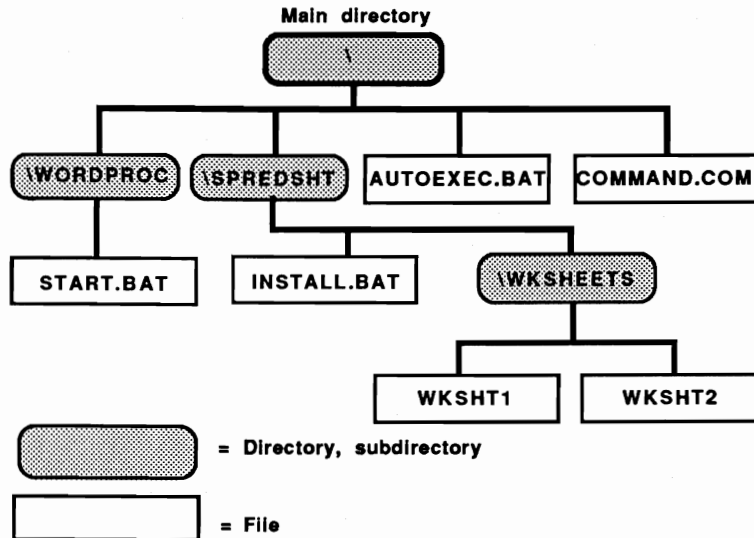 Main directory
\
\WORDPROC
\SPREDSHT
AUTOEXEC.BAT
COMMAND.COM
START.BAT
INSTALL.BAT
\WKSHEETS
WKSHT1
WKSHT2
= Directory, subdirectory
= File